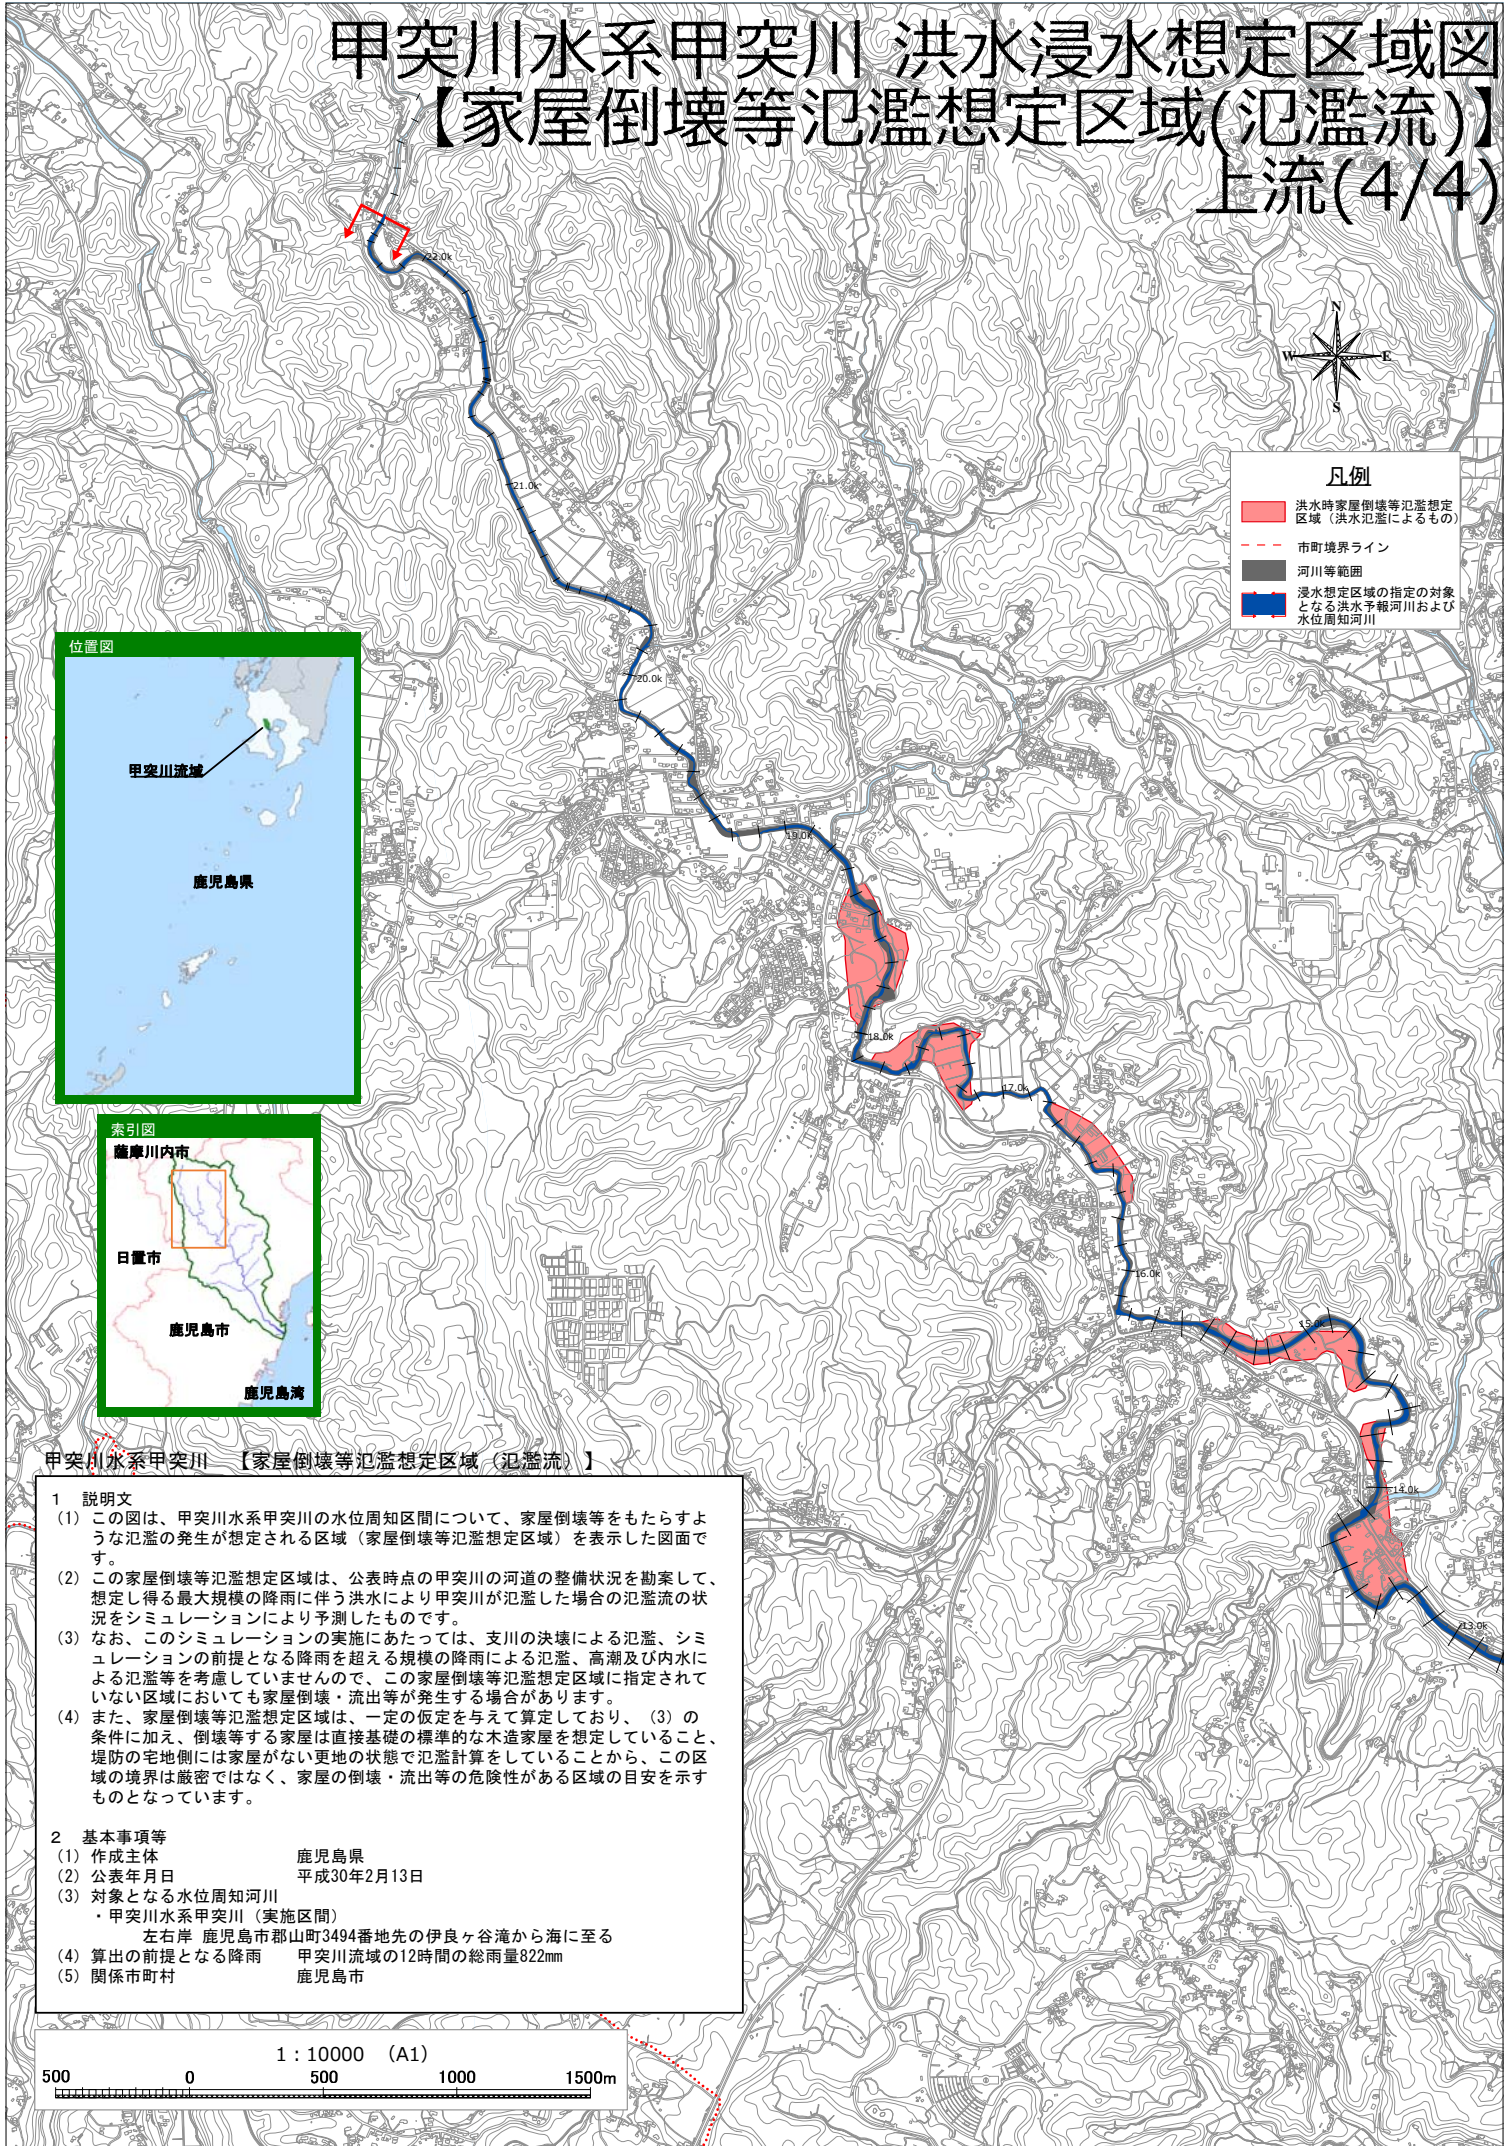 甲突川水系甲突川 洪水浸水想定区域図
【家屋倒壊等氾濫想定区域(氾濫流)】
上流(4/4)
22.0k
N
W
E
S
凡例
洪水時家屋倒壊等氾濫想定
区域（洪水氾濫によるもの）
市町境界ライン
河川等範囲
浸水想定区域の指定の対象
となる洪水予報河川および
水位周知河川
21.0k
20.0k
19.0k
18.0k
17.0k
16.0k
15.0k
14.0k
13.0k
位置図
甲突川流域
鹿児島県
索引図
薩摩川内市
日置市
鹿児島市
鹿児島湾
甲突川水系甲突川　【家屋倒壊等氾濫想定区域（氾濫流）】
1　説明文
(1) この図は、甲突川水系甲突川の水位周知区間について、家屋倒壊等をもたらすよ
うな氾濫の発生が想定される区域（家屋倒壊等氾濫想定区域）を表示した図面で
す。
(2) この家屋倒壊等氾濫想定区域は、公表時点の甲突川の河道の整備状況を勘案して、
想定し得る最大規模の降雨に伴う洪水により甲突川が氾濫した場合の氾濫流の状
況をシミュレーションにより予測したものです。
(3) なお、このシミュレーションの実施にあたっては、支川の決壊による氾濫、シミ
ュレーションの前提となる降雨を超える規模の降雨による氾濫、高潮及び内水に
よる氾濫等を考慮していませんので、この家屋倒壊等氾濫想定区域に指定されて
いない区域においても家屋倒壊・流出等が発生する場合があります。
(4) また、家屋倒壊等氾濫想定区域は、一定の仮定を与えて算定しており、（3）の
条件に加え、倒壊等する家屋は直接基礎の標準的な木造家屋を想定していること、
堤防の宅地側には家屋がない更地の状態で氾濫計算をしていることから、この区
域の境界は厳密ではなく、家屋の倒壊・流出等の危険性がある区域の目安を示す
ものとなっています。
2　基本事項等
(1) 作成主体　鹿児島県
(2) 公表年月日　平成30年2月13日
(3) 対象となる水位周知河川
・甲突川水系甲突川（実施区間）
左右岸 鹿児島市郡山町3494番地先の伊良ヶ谷滝から海に至る
(4) 算出の前提となる降雨　甲突川流域の12時間の総雨量822mm
(5) 関係市町村　鹿児島市
1：10000　(A1)
500 0 500 1000 1500m